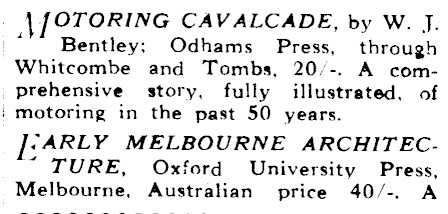 MOTORING CAVALCADE, by W. J.
Bentley; Odhams Press, through
Whitcombe and Tombs, 20/-. A com-
prehensive story, fully illustrated, of
motoring in the past 50 years.
EARLY MELBOURNE ARCHITEC-
TURE, Oxford University Press,
Melbourne, Australian price 40/-. A